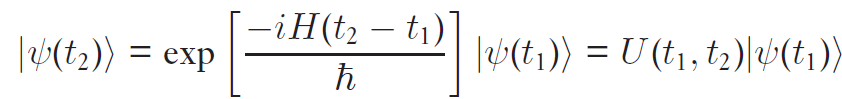 |ψ(t₂)⟩ = exp [−iH(t₂ − t₁)/ħ] |ψ(t₁)⟩ = U(t₁, t₂)|ψ(t₁)⟩